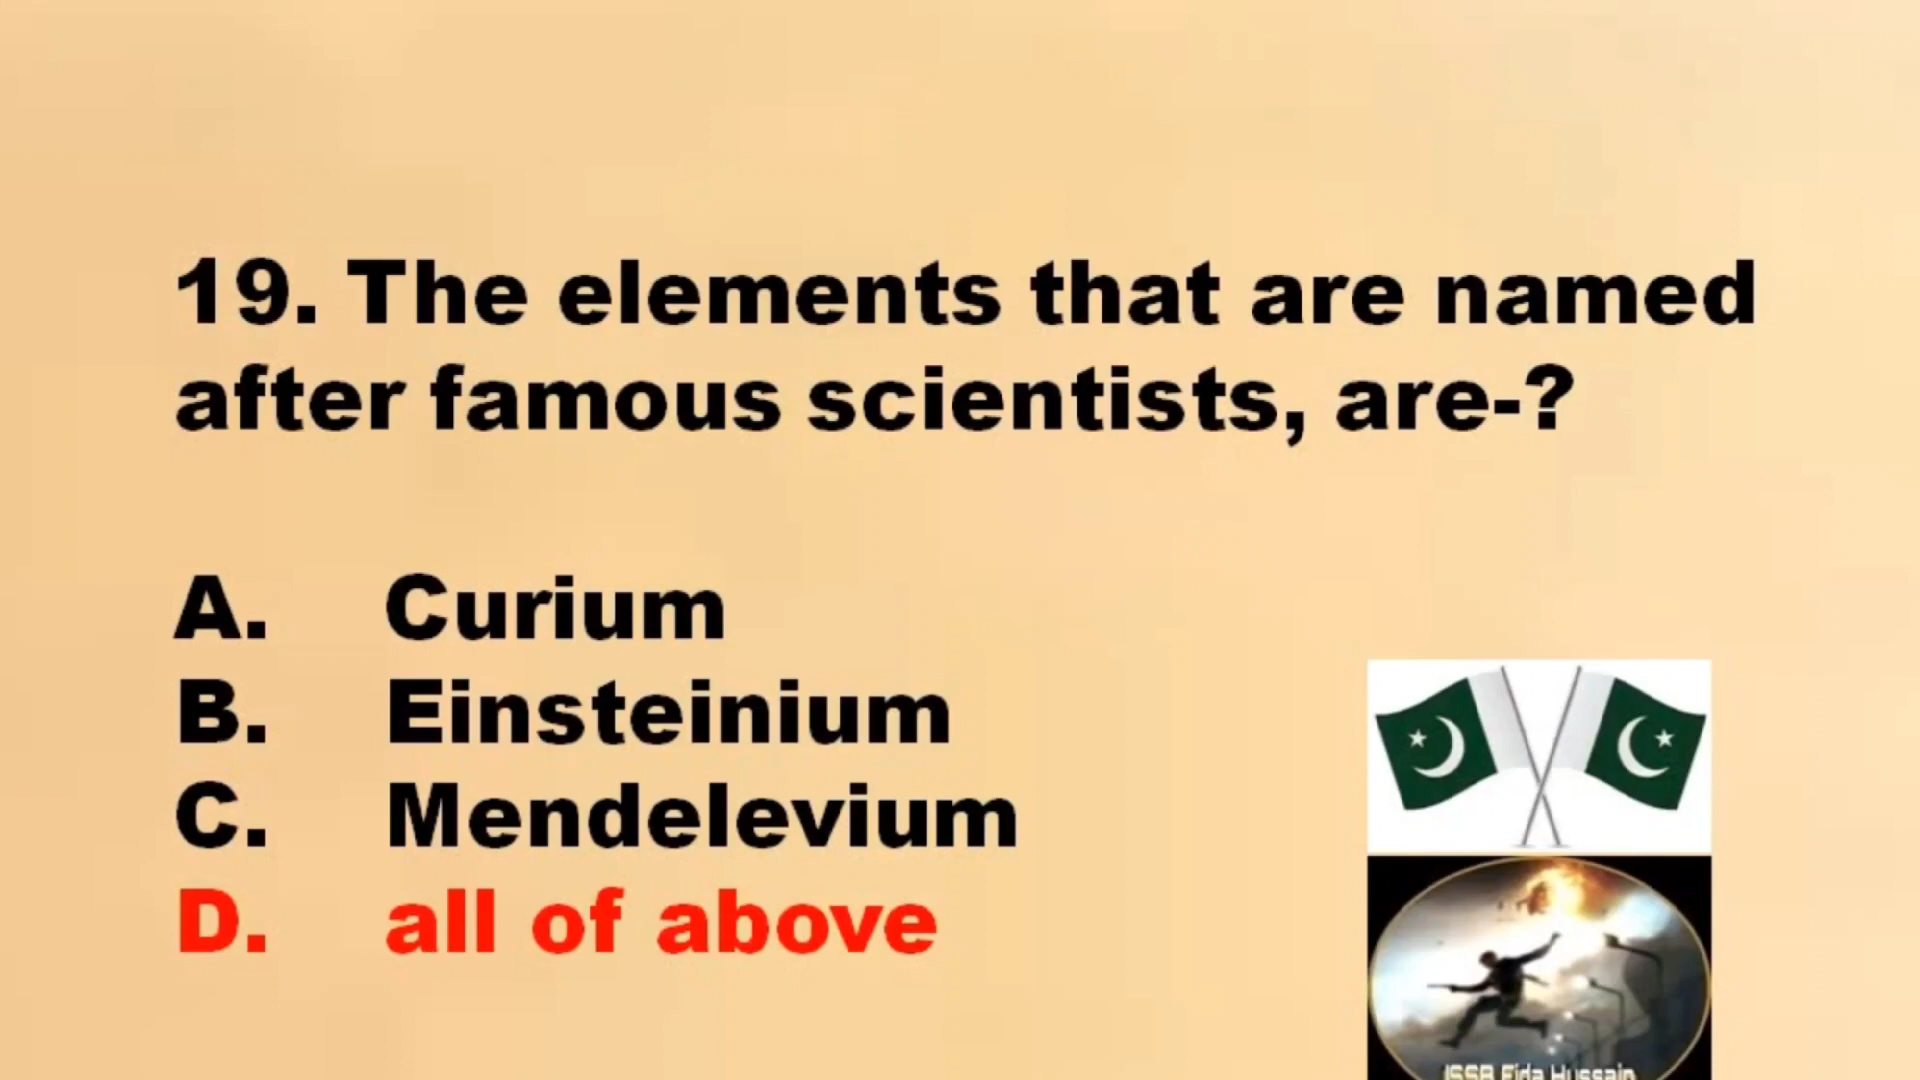 19. The elements that are named
after famous scientists, are-?
A. Curium
B. Einsteinium
C. Mendelevium
D. all of above
ISSB Fida Hussain